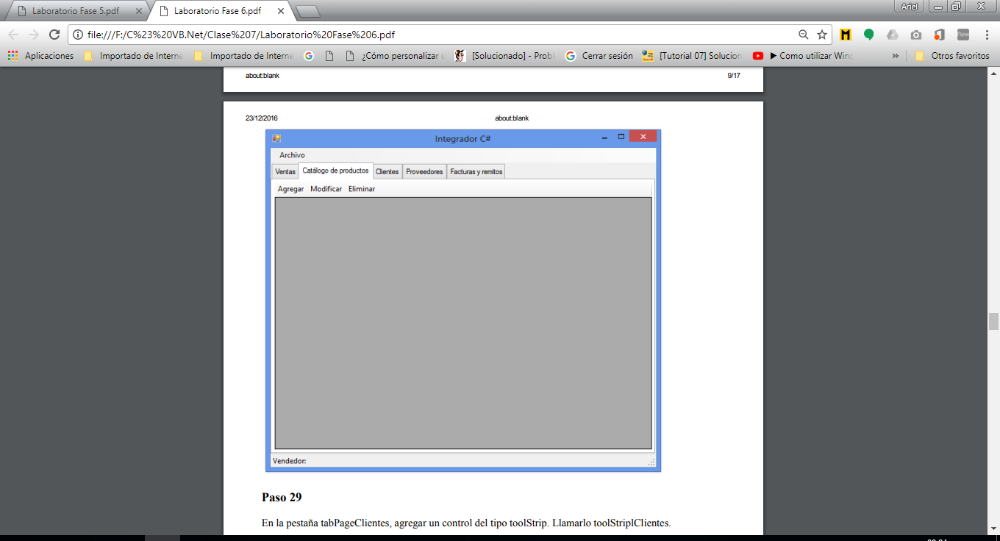 Laboratorio Fase 5.pdf
Laboratorio Fase 6.pdf
Ariel
file:///F:/C%23%20VB.Net/Clase%207/Laboratorio%20Fase%206.pdf
Aplicaciones
Importado de Interne
Importado de Interne
¿Cómo personalizar u
[Solucionado] - Probl
Cerrar sesión
[Tutorial 07] Solucion
Como utilizar Winc
»
Otros favoritos
about:blank
9/17
23/12/2016
about:blank
Integrador C#
Archivo
Ventas
Catálogo de productos
Clientes
Proveedores
Facturas y remitos
Agregar
Modificar
Eliminar
Vendedor:
Paso 29
En la pestaña tabPageClientes, agregar un control del tipo toolStrip. Llamarlo toolStriplClientes.